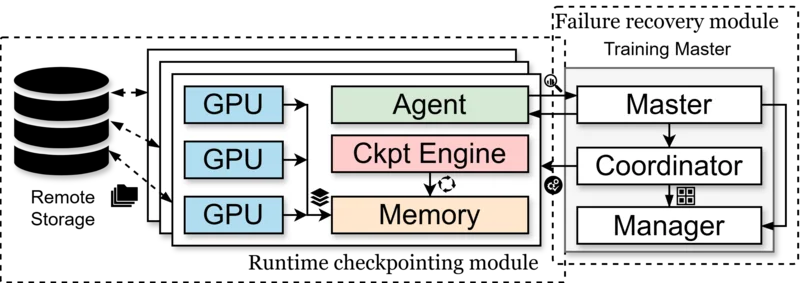 Failure recovery module
Training Master
GPU
Agent
Master
GPU
Ckpt Engine
Coordinator
Remote
Storage
GPU
Memory
Manager
Runtime checkpointing module